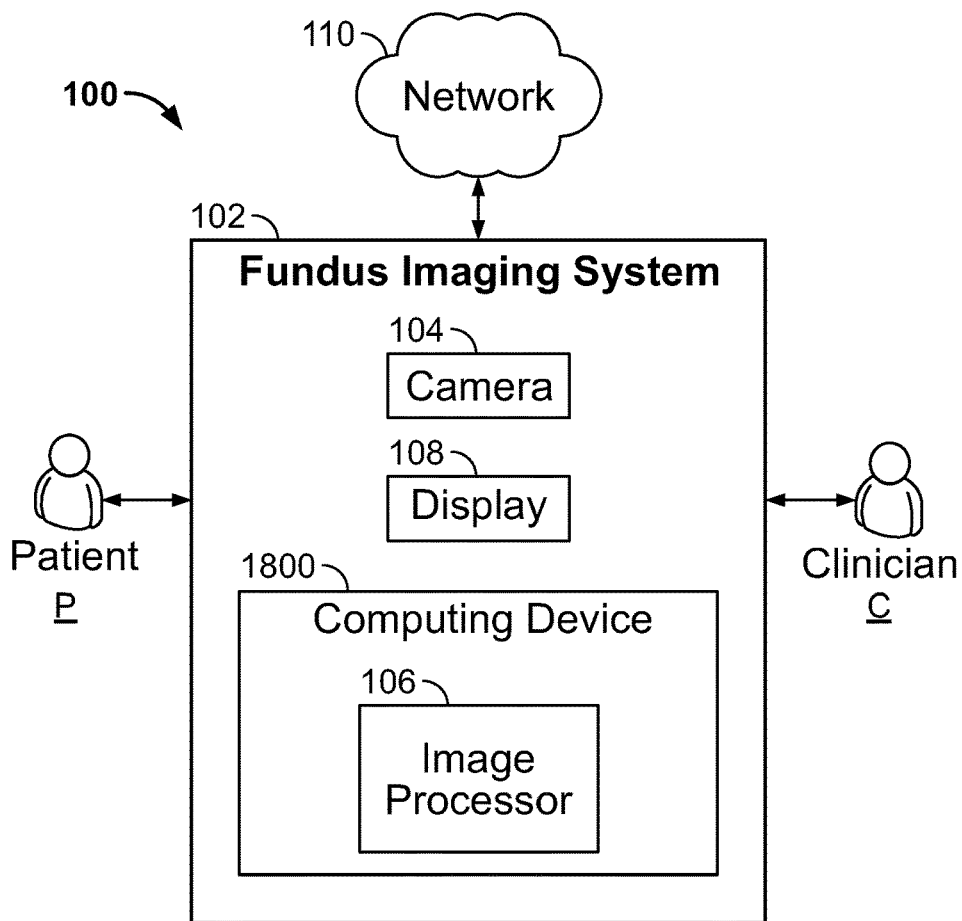 110
Network
100
102
Fundus Imaging System
104
Camera
108
Display
Patient
P
Clinician
C
1800
Computing Device
106
Image
Processor